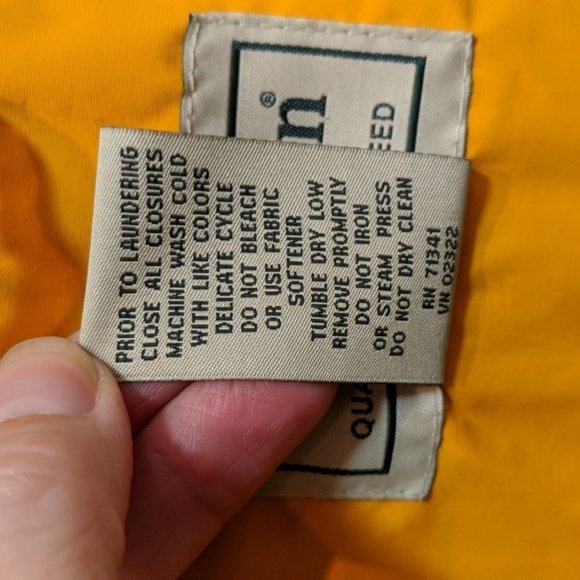 PRIOR TO LAUNDERING
CLOSE ALL CLOSURES
MACHINE WASH COLD
WITH LIKE COLORS
DELICATE CYCLE
DO NOT BLEACH
OR USE FABRIC
SOFTENER
TUMBLE DRY LOW
REMOVE PROMPTLY
DO NOT IRON
OR STEAM PRESS
DO NOT DRY CLEAN
RN 71341
VN 02322